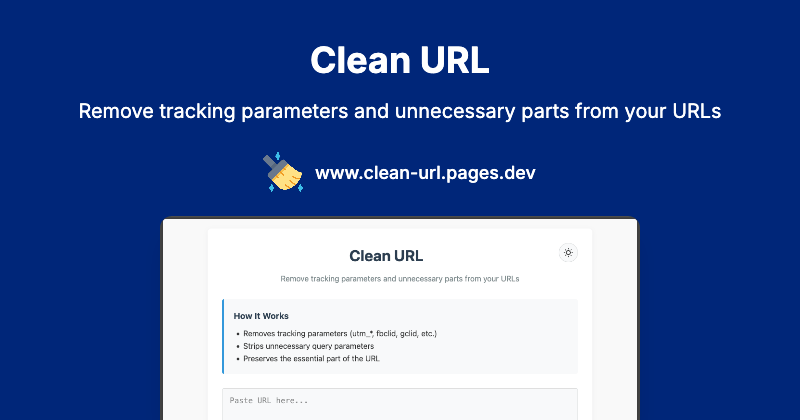 Clean URL
Remove tracking parameters and unnecessary parts from your URLs
www.clean-url.pages.dev
Clean URL
Remove tracking parameters and unnecessary parts from your URLs
How It Works
• Removes tracking parameters (utm_*, fbclid, gclid, etc.)
• Strips unnecessary query parameters
• Preserves the essential part of the URL
Paste URL here...